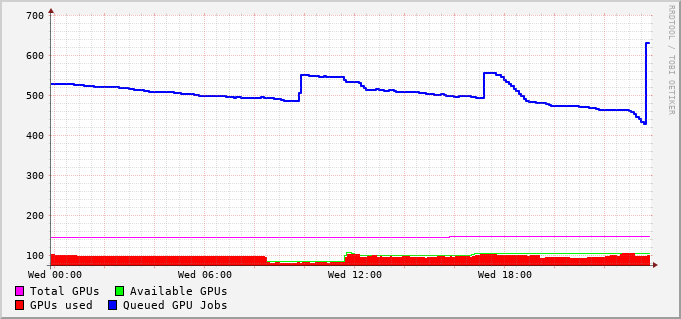 700
600
500
400
300
200
100
Wed 00:00 Wed 06:00 Wed 12:00 Wed 18:00
Total GPUs Available GPUs
GPUs used Queued GPU Jobs
RRDTOOL / TOBI OETIKER